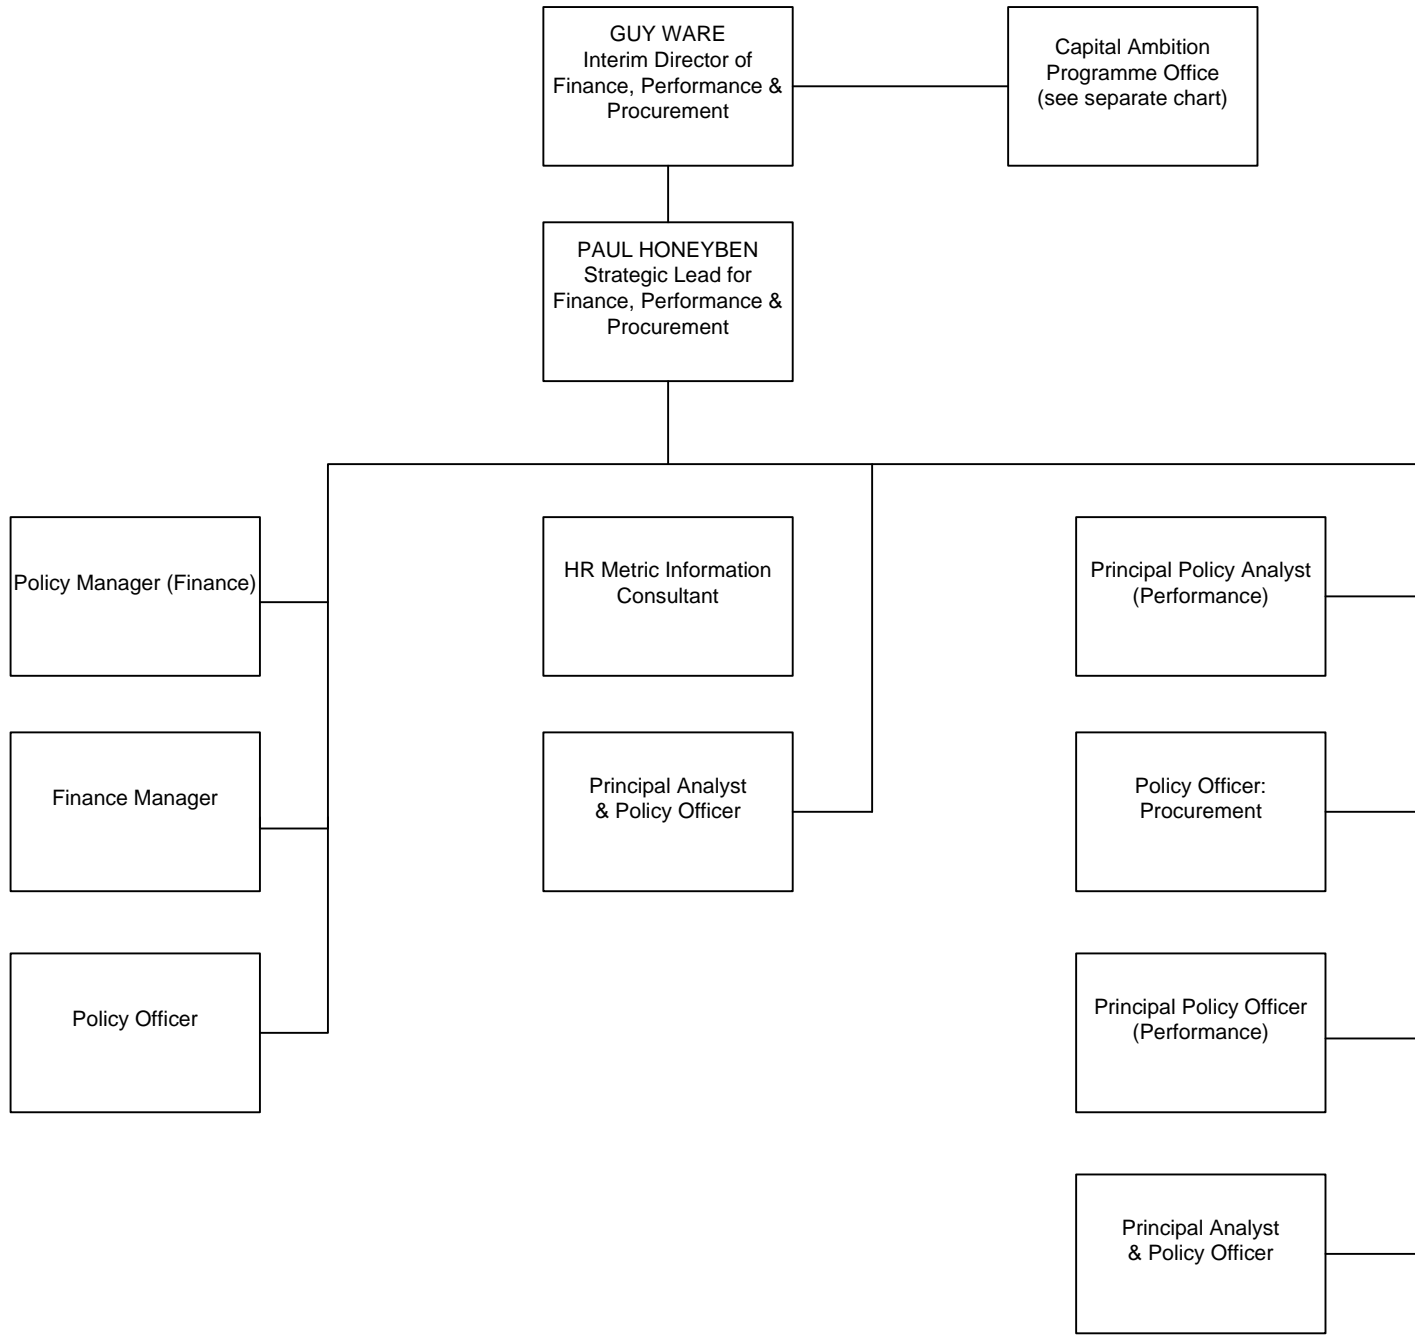 GUY WARE
Interim Director of
Finance, Performance &
Procurement
Capital Ambition
Programme Office
(see separate chart)
PAUL HONEYBEN
Strategic Lead for
Finance, Performance &
Procurement
Policy Manager (Finance)
HR Metric Information
Consultant
Principal Policy Analyst
(Performance)
Finance Manager
Principal Analyst
& Policy Officer
Policy Officer:
Procurement
Policy Officer
Principal Policy Officer
(Performance)
Principal Analyst
& Policy Officer